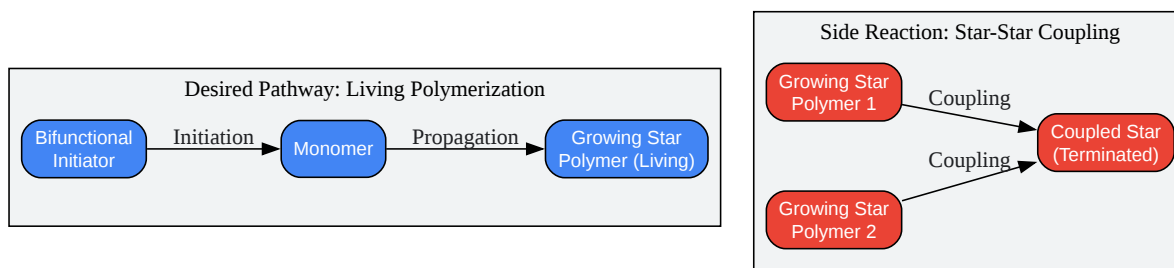 Desired Pathway: Living Polymerization
Bifunctional
Initiator
Initiation
Monomer
Propagation
Growing Star
Polymer (Living)
Side Reaction: Star-Star Coupling
Growing Star
Polymer 1
Coupling
Coupled Star
(Terminated)
Coupling
Growing Star
Polymer 2